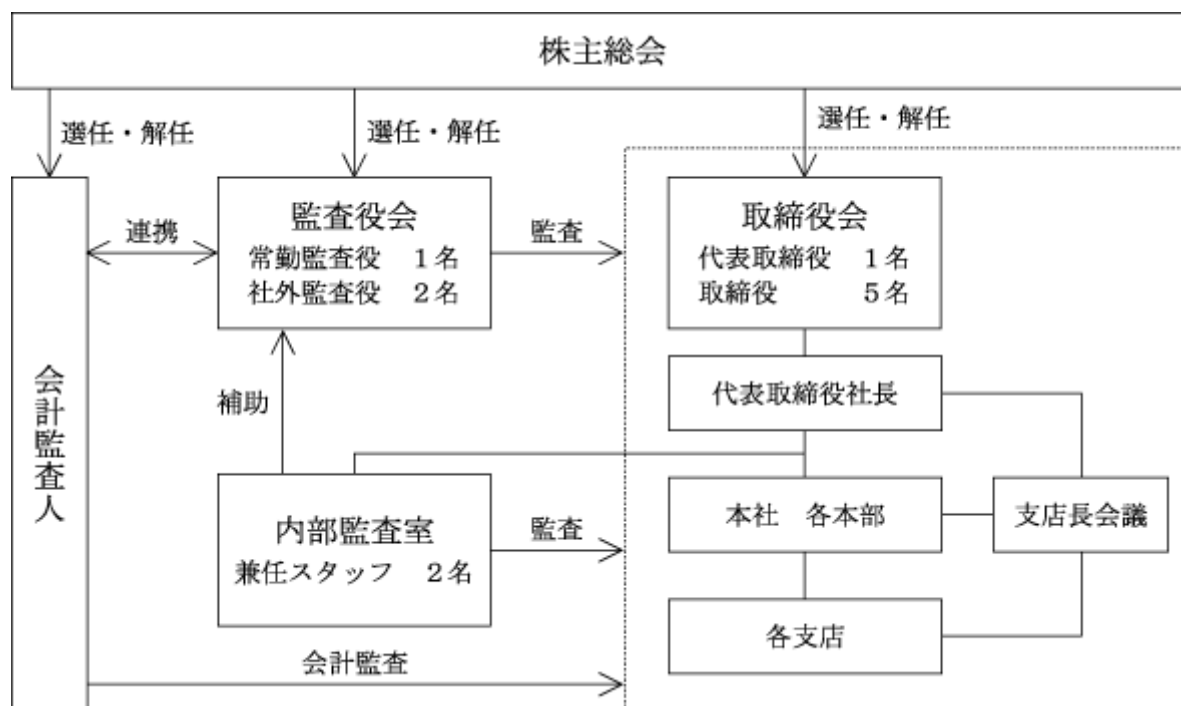 株主総会
選任・解任
選任・解任
選任・解任
監査役会
常勤監査役　１名
社外監査役　２名
連携
監査
取締役会
代表取締役　１名
取締役　　　５名
会計監査人
補助
代表取締役社長
内部監査室
兼任スタッフ　２名
監査
本社　各本部
支店長会議
各支店
会計監査